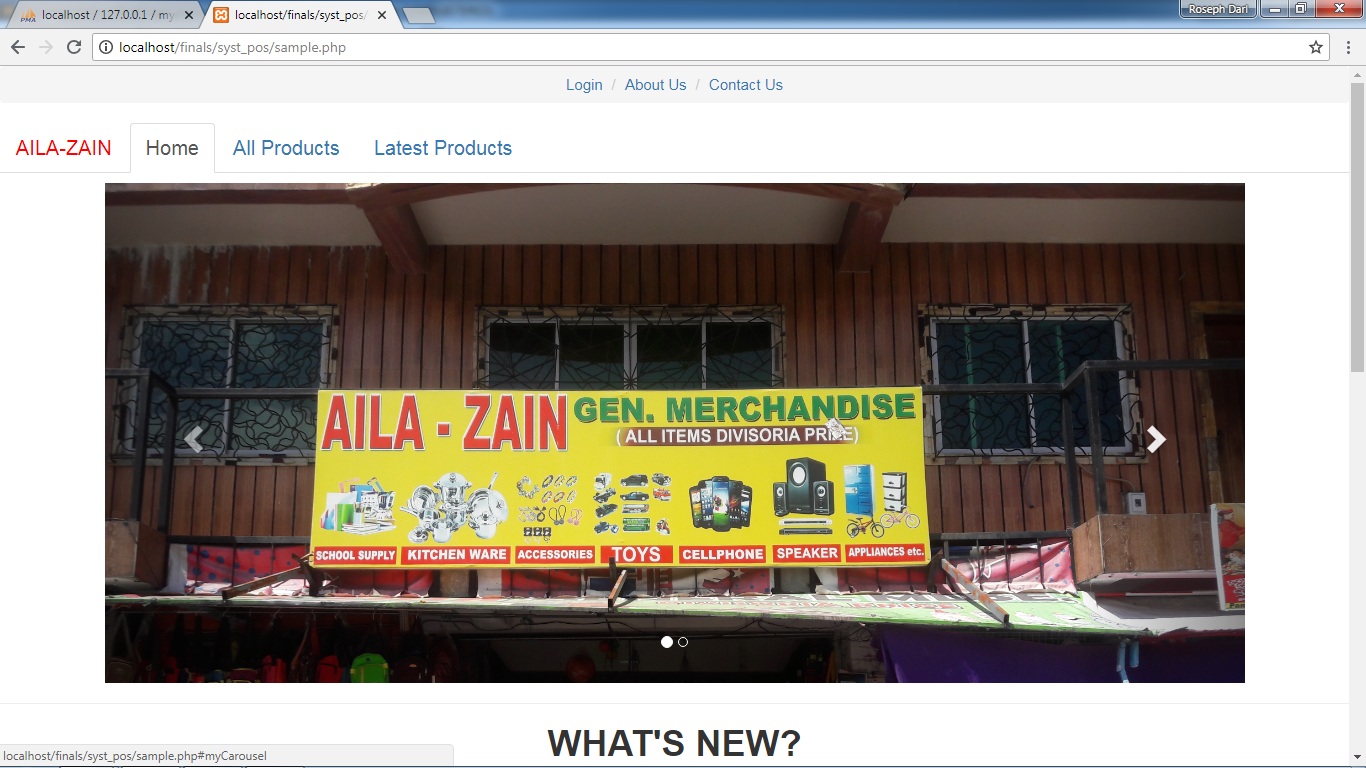 PMA localhost / 127.0.0.1 / my
localhost/finals/syst_pos/
Roseph Dari
localhost/finals/syst_pos/sample.php
Login / About Us / Contact Us
AILA-ZAIN
Home
All Products
Latest Products
AILA - ZAIN GEN. MERCHANDISE
( ALL ITEMS DIVISORIA PRI E)
SCHOOL SUPPLY
KITCHEN WARE
ACCESSORIES
TOYS
CELLPHONE
SPEAKER
APPLIANCES etc.
WHAT'S NEW?
localhost/finals/syst_pos/sample.php#myCarousel